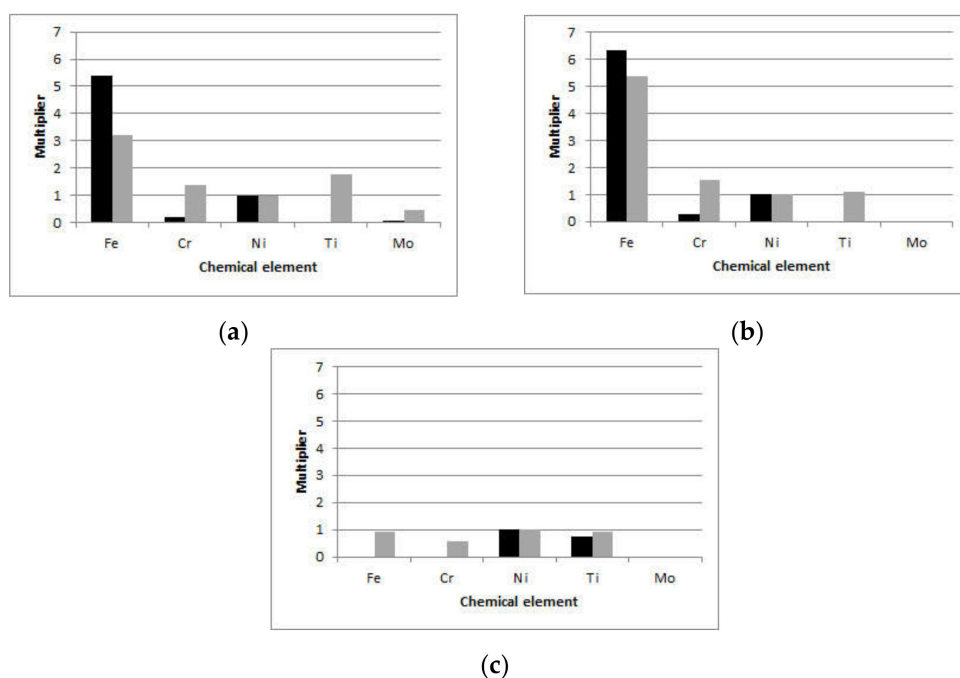 7
6
5
4
3
2
1
0
Multiplier
Fe Cr Ni Ti Mo
Chemical element
(a)
7
6
5
4
3
2
1
0
Multiplier
Fe Cr Ni Ti Mo
Chemical element
(b)
7
6
5
4
3
2
1
0
Multiplier
Fe Cr Ni Ti Mo
Chemical element
(c)